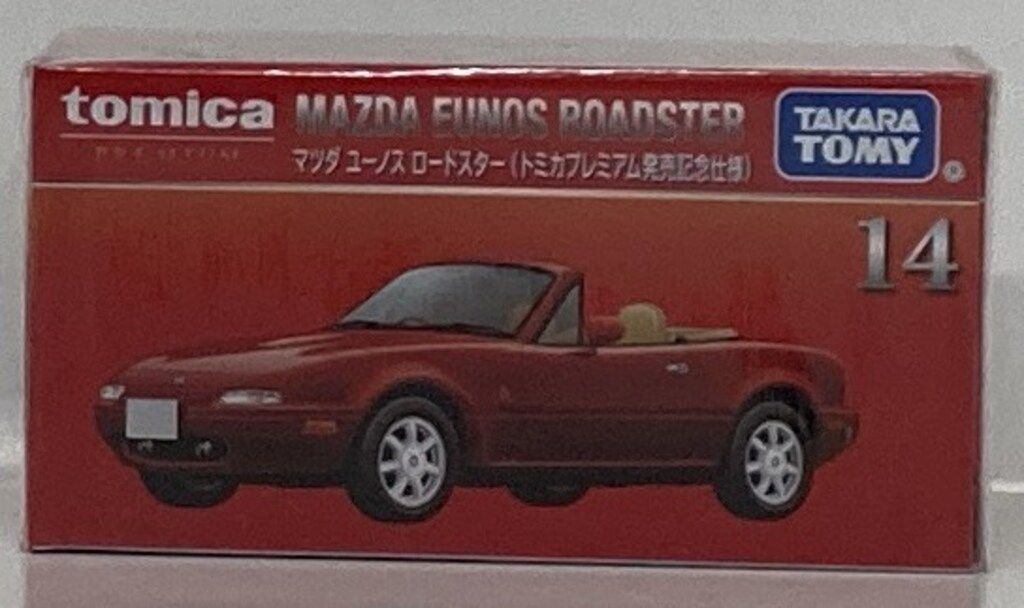 tomica
PREMIUM
MAZDA EUNOS ROADSTER
マツダ ユーノス ロードスター（トミカプレミアム発売記念仕様）
TAKARA
TOMY
®
14